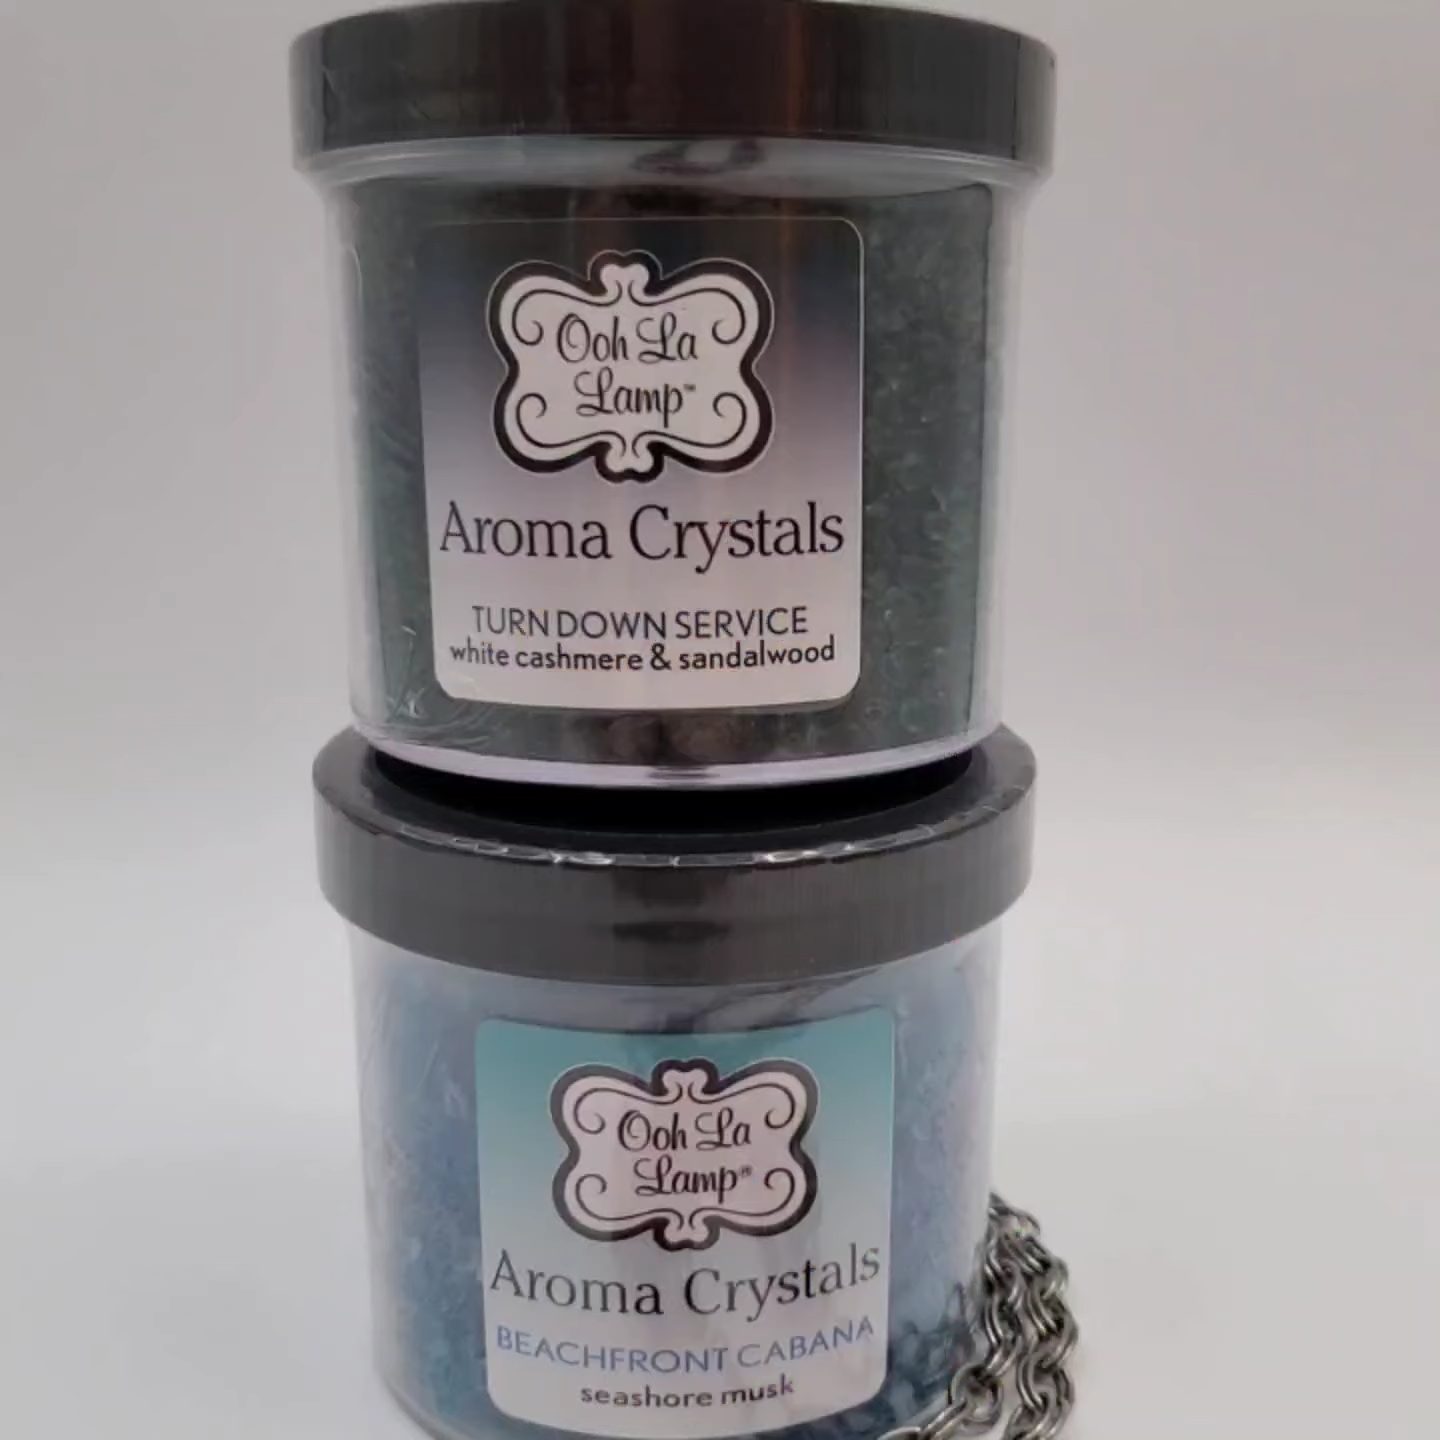 Ooh La
Lamp™
Aroma Crystals
TURN DOWN SERVICE
white cashmere & sandalwood
Ooh La
Lamp®
Aroma Crystals
BEACHFRONT CABANA
seashore musk